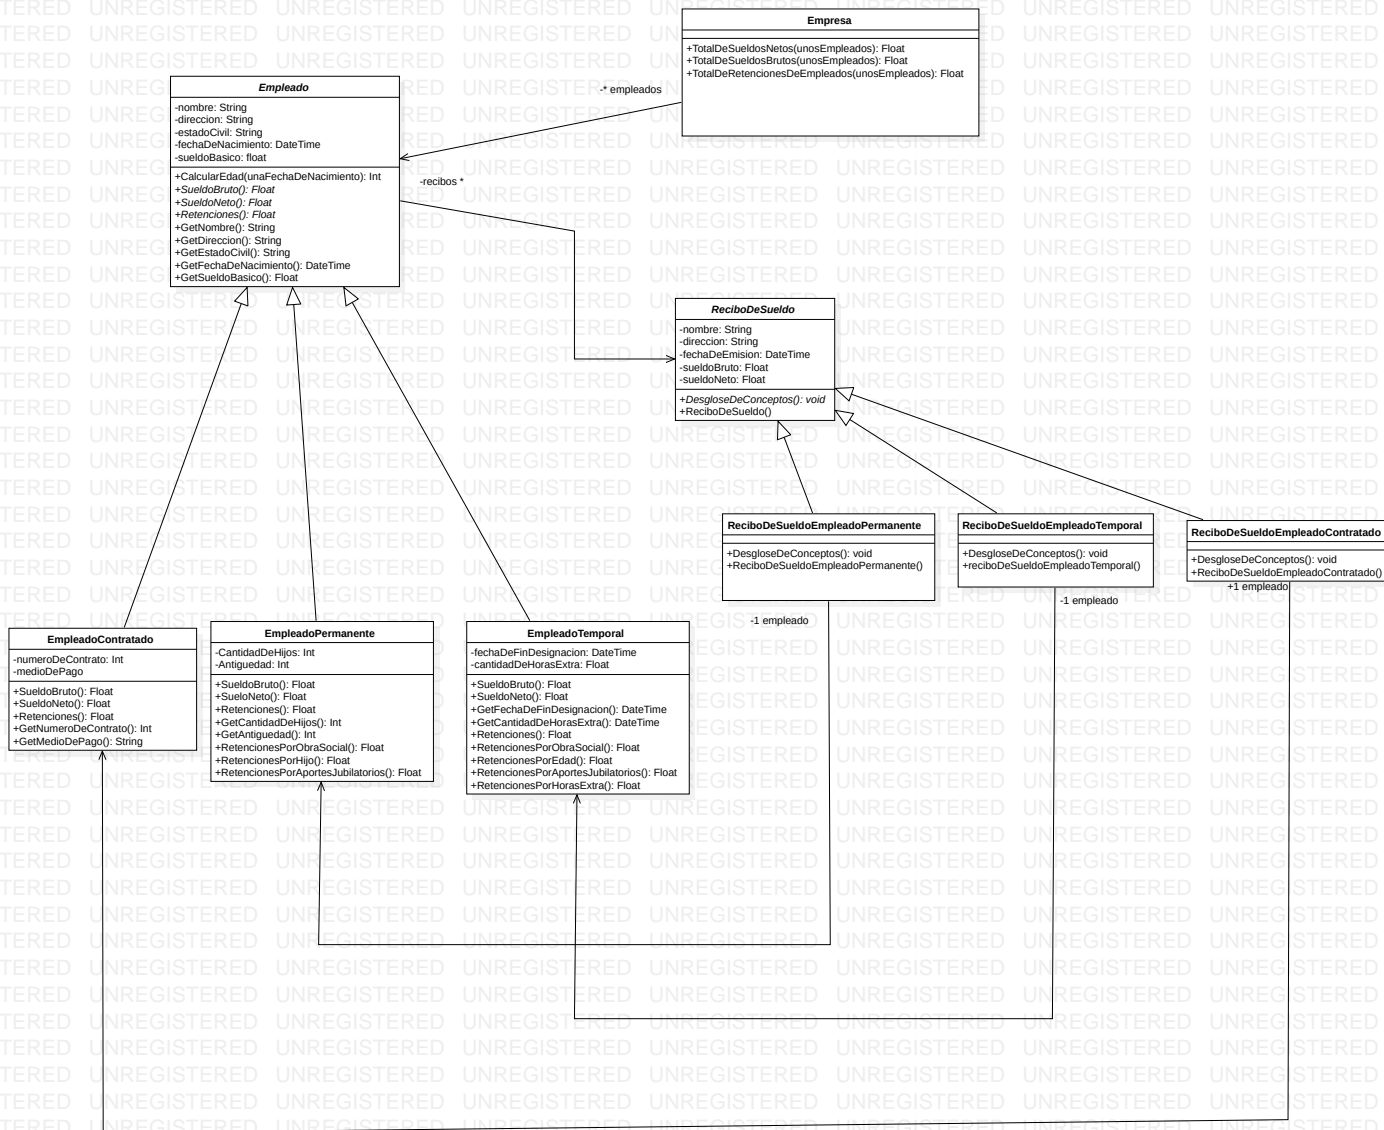 Empresa
+TotalDeSueldosNetos(unosEmpleados): Float
+TotalDeSueldosBrutos(unosEmpleados): Float
+TotalDeRetencionesDeEmpleados(unosEmpleados): Float
-* empleados
Empleado
-nombre: String
-direccion: String
-estadoCivil: String
-fechaDeNacimiento: DateTime
-sueldoBasico: float
+CalcularEdad(unaFechaDeNacimiento): Int
+SueldoBruto(): Float
+SueldoNeto(): Float
+Retenciones(): Float
+GetNombre(): String
+GetDireccion(): String
+GetEstadoCivil(): String
+GetFechaDeNacimiento(): DateTime
+GetSueldoBasico(): Float
-recibos *
ReciboDeSueldo
-nombre: String
-direccion: String
-fechaDeEmision: DateTime
-sueldoBruto: Float
-sueldoNeto: Float
+DesgloseDeConceptos(): void
+ReciboDeSueldo()
ReciboDeSueldoEmpleadoPermanente
+DesgloseDeConceptos(): void
+ReciboDeSueldoEmpleadoPermanente()
-1 empleado
ReciboDeSueldoEmpleadoTemporal
+DesgloseDeConceptos(): void
+reciboDeSueldoEmpleadoTemporal()
-1 empleado
ReciboDeSueldoEmpleadoContratado
+DesgloseDeConceptos(): void
+ReciboDeSueldoEmpleadoContratado()
+1 empleado
EmpleadoContratado
-numeroDeContrato: Int
-medioDePago
+SueldoBruto(): Float
+SueldoNeto(): Float
+Retenciones(): Float
+GetNumeroDeContrato(): Int
+GetMedioDePago(): String
EmpleadoPermanente
-CantidadDeHijos: Int
-Antiguedad: Int
+SueldoBruto(): Float
+SueloNeto(): Float
+Retenciones(): Float
+GetCantidadDeHijos(): Int
+GetAntiguedad(): Int
+RetencionesPorObraSocial(): Float
+RetencionesPorHijo(): Float
+RetencionesPorAportesJubilatorios(): Float
EmpleadoTemporal
-fechaDeFinDesignacion: DateTime
-cantidadDeHorasExtra: Float
+SueldoBruto(): Float
+SueldoNeto(): Float
+GetFechaDeFinDesignacion(): DateTime
+GetCantidadDeHorasExtra(): DateTime
+Retenciones(): Float
+RetencionesPorObraSocial(): Float
+RetencionesPorEdad(): Float
+RetencionesPorAportesJubilatorios(): Float
+RetencionesPorHorasExtra(): Float
UNREGISTERED